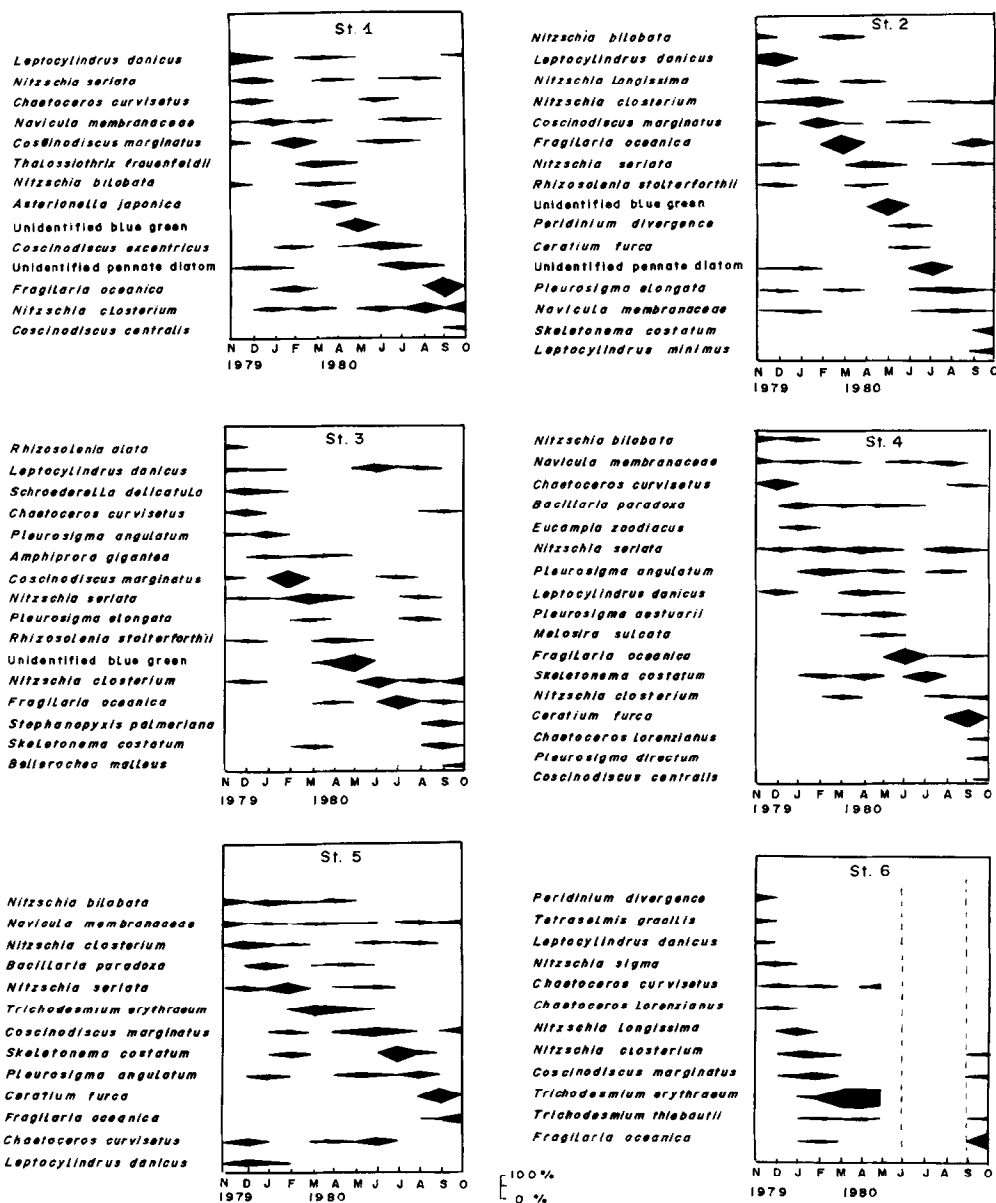 St. 1
Leptocylindrus danicus
Nitzschia seriata
Chaetoceros curvisetus
Navicula membranaceae
Coscinodiscus marginatus
Thalassiothrix frauenfeldii
Nitzschia bilobata
Asterionella japonica
Unidentified blue green
Coscinodiscus excentricus
Unidentified pennate diatom
Fragilaria oceanica
Nitzschia closterium
Coscinodiscus centralis
N D J F M A M J J A S O
1979 1980
St. 2
Nitzschia bilobata
Leptocylindrus danicus
Nitzschia Longissima
Nitzschia closterium
Coscinodiscus marginatus
Fragilaria oceanica
Nitzschia seriata
Rhizosolenia stolterforthii
Unidentified blue green
Peridinium divergence
Ceratium furca
Unidentified pennate diatom
Pleurosigma elongata
Navicula membranaceae
Skeletonema costatum
Leptocylindrus minimus
N D J F M A M J J A S O
1979 1980
St. 3
Rhizosolenia alata
Leptocylindrus danicus
Schroederella delicatula
Chaetoceros curvisetus
Pleurosigma angulatum
Amphiprora gigantea
Coscinodiscus marginatus
Nitzschia seriata
Pleurosigma elongata
Rhizosolenia stolterforthii
Unidentified blue green
Nitzschia closterium
Fragilaria oceanica
Stephanopyxis palmeriana
Skeletonema costatum
Bellerochea malleus
N D J F M A M J J A S O
1979 1980
St. 4
Nitzschia bilobata
Navicula membranaceae
Chaetoceros curvisetus
Bacillaria paradoxa
Eucampia zoodiacus
Nitzschia seriata
Pleurosigma angulatum
Leptocylindrus danicus
Pleurosigma aestuarii
Melosira sulcata
Fragilaria oceanica
Skeletonema costatum
Nitzschia closterium
Ceratium furca
Chaetoceros Lorenzianus
Pleurosigma directum
Coscinodiscus centralis
N D J F M A M J J A S O
1979 1980
St. 5
Nitzschia bilobata
Navicula membranaceae
Nitzschia closterium
Bacillaria paradoxa
Nitzschia seriata
Trichodesmium erythraeum
Coscinodiscus marginatus
Skeletonema costatum
Pleurosigma angulatum
Ceratium furca
Fragilaria oceanica
Chaetoceros curvisetus
Leptocylindrus danicus
N D J F M A M J J A S O
1979 1980
St. 6
Peridinium divergence
Tetraselmis gracilis
Leptocylindrus danicus
Nitzschia sigma
Chaetoceros curvisetus
Chaetoceros Lorenzianus
Nitzschia Longissima
Nitzschia closterium
Coscinodiscus marginatus
Trichodesmium erythraeum
Trichodesmium thiebautii
Fragilaria oceanica
N D J F M A M J J A S O
1979 1980
100 %
0 %